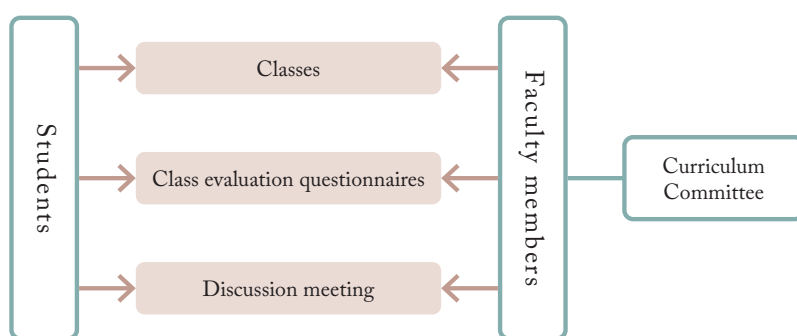 Students
Classes
Class evaluation questionnaires
Discussion meeting
Faculty members
Curriculum
Committee